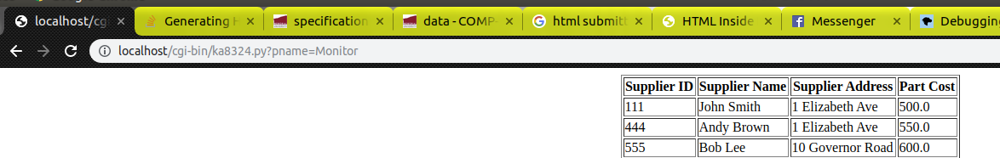 localhost/cg
Generating H
specification
data - COMP-
html submitt
HTML Inside
Messenger
Debugging
localhost/cgi-bin/ka8324.py?pname=Monitor
Supplier ID Supplier Name Supplier Address Part Cost
111 John Smith 1 Elizabeth Ave 500.0
444 Andy Brown 1 Elizabeth Ave 550.0
555 Bob Lee 10 Governor Road 600.0